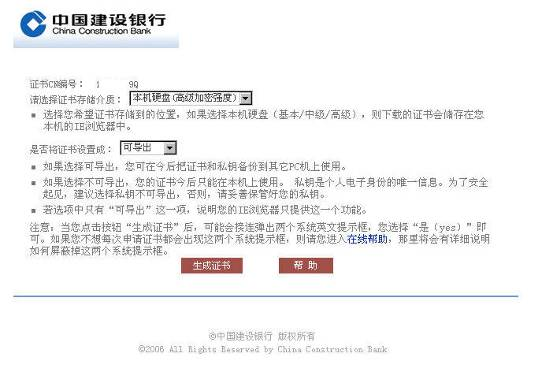 中国建设银行
China Construction Bank
证书CN编号： 1 9Q
请选择证书存储介质： 本机硬盘(高级加密强度)
选择您希望证书存储到的位置，如果选择本机硬盘（基本/中级/高级），则下载的证书会储存在您
本机的IE浏览器中。
是否将证书设置成： 可导出
如果选择可导出，您可在今后把证书和私钥备份到其它PC机上使用。
如果选择不可导出，您的证书今后只能在本机上使用。 私钥是个人电子身份的唯一信息。为了安全
起见，建议选择私钥不可导出，否则，请妥善保管好您的私钥。
若选项中只有“可导出”这一项，说明您的IE浏览器只提供这一个功能。
注意：当您点击按钮“生成证书”后，可能会接连弹出两个系统英文提示框，您选择“是（yes）”即
可。如果您不想每次申请证书都会出现这两个系统提示框，则请您进入在线帮助，那里将会有详细说明
如何屏蔽掉这两个系统提示框。
生成证书 帮 助
©中国建设银行 版权所有
©2006 All Rights Reserved by China Construction Bank